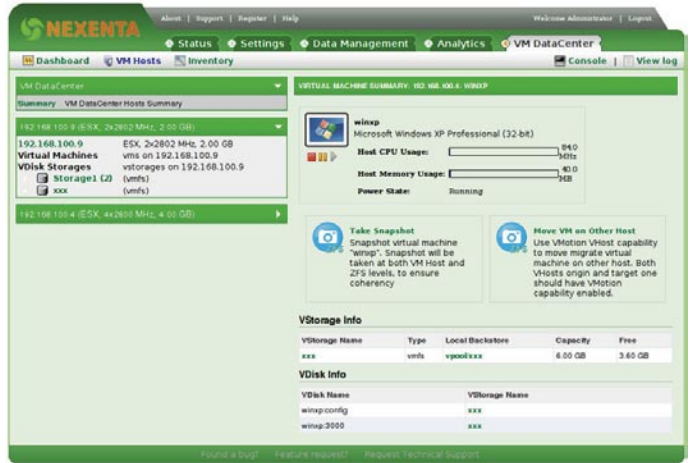 NEXENTA
About | Support | Register | Help
Welcome Administrator | Logout
Status
Settings
Data Management
Analytics
VM DataCenter
Dashboard
VM Hosts
Inventory
Console | View log
VM DataCenter
Summary VM DataCenter Hosts Summary
192.168.100.9 (ESX, 2x2802 MHz, 2.00 GB)
192.168.100.9 ESX, 2x2802 MHz, 2.00 GB
Virtual Machines vms on 192.168.100.9
VDisk Storages vstorages on 192.168.100.9
Storage1 (2) (vmfs)
xxx (vmfs)
192.168.100.4 (ESX, 4x2800 MHz, 4.00 GB)
VIRTUAL MACHINE SUMMARY: 192.168.100.4: WINXP
winxp
Microsoft Windows XP Professional (32-bit)
Host CPU Usage: 84.0 MHz
Host Memory Usage: 40.0 MB
Power State: Running
Take Snapshot
Snapshot virtual machine
"winxp". Snapshot will be
taken at both VM Host and
ZFS levels, to ensure
coherency
ZFS
Move VM on Other Host
Use VMotion VHost capability
to move migrate virtual
machine on other host. Both
VHosts origin and target one
should have VMotion
capability enabled.
ZFS
VStorage Info
VStorage Name Type Local Backstore Capacity Free
xxx vmfs vpool/xxx 6.00 GB 3.60 GB
VDisk Info
VDisk Name VStorage Name
winxp:config xxx
winxp:3000 xxx
Found a bug? Feature request? Request Technical Support